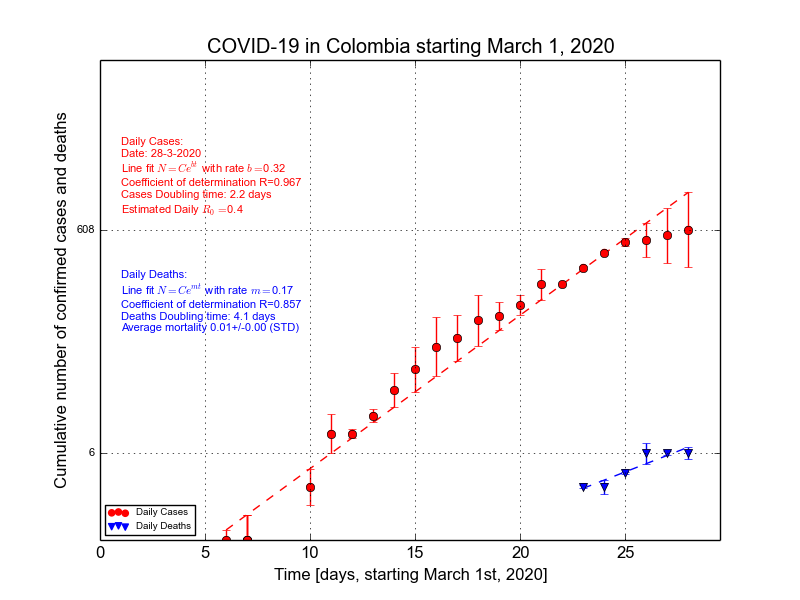 COVID-19 in Colombia starting March 1, 2020
Cumulative number of confirmed cases and deaths
Daily Cases:
Date: 28-3-2020
Line fit N=Ce^{bt} with rate b=0.32
Coefficient of determination R=0.967
Cases Doubling time: 2.2 days
Estimated Daily R_0=0.4
608
Daily Deaths:
Line fit N=Ce^{mt} with rate m=0.17
Coefficient of determination R=0.857
Deaths Doubling time: 4.1 days
Average mortality 0.01+/-0.00 (STD)
6
Daily Cases
Daily Deaths
0 5 10 15 20 25
Time [days, starting March 1st, 2020]